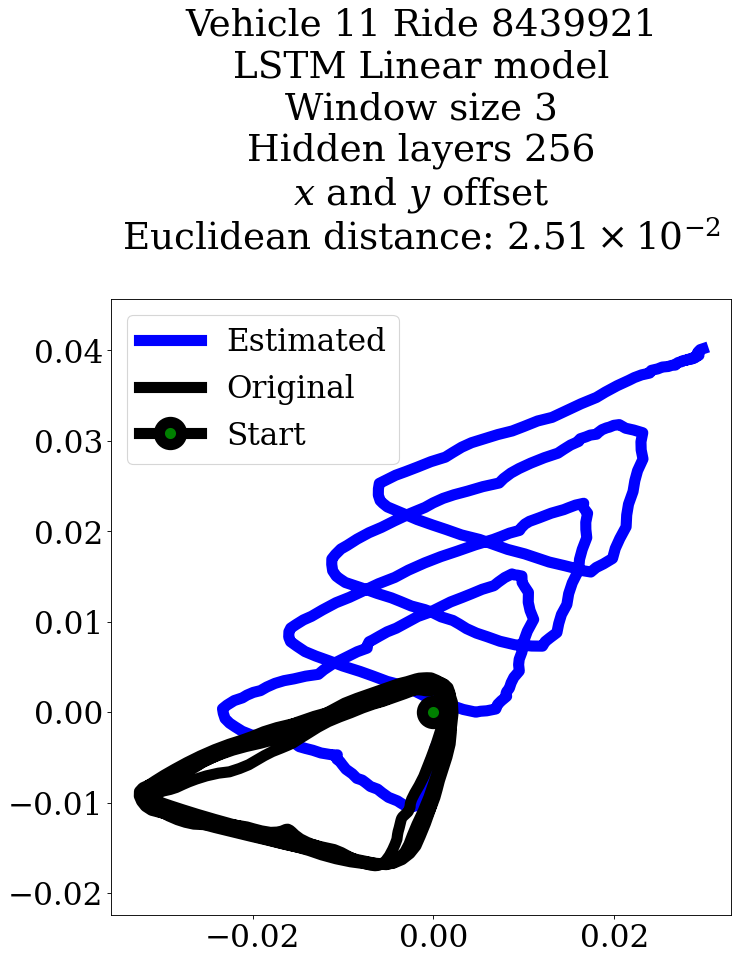 Vehicle 11 Ride 8439921
LSTM Linear model
Window size 3
Hidden layers 256
x and y offset
Euclidean distance: 2.51 × 10⁻²
Estimated
Original
Start
0.04
0.03
0.02
0.01
0.00
−0.01
−0.02
−0.02 0.00 0.02